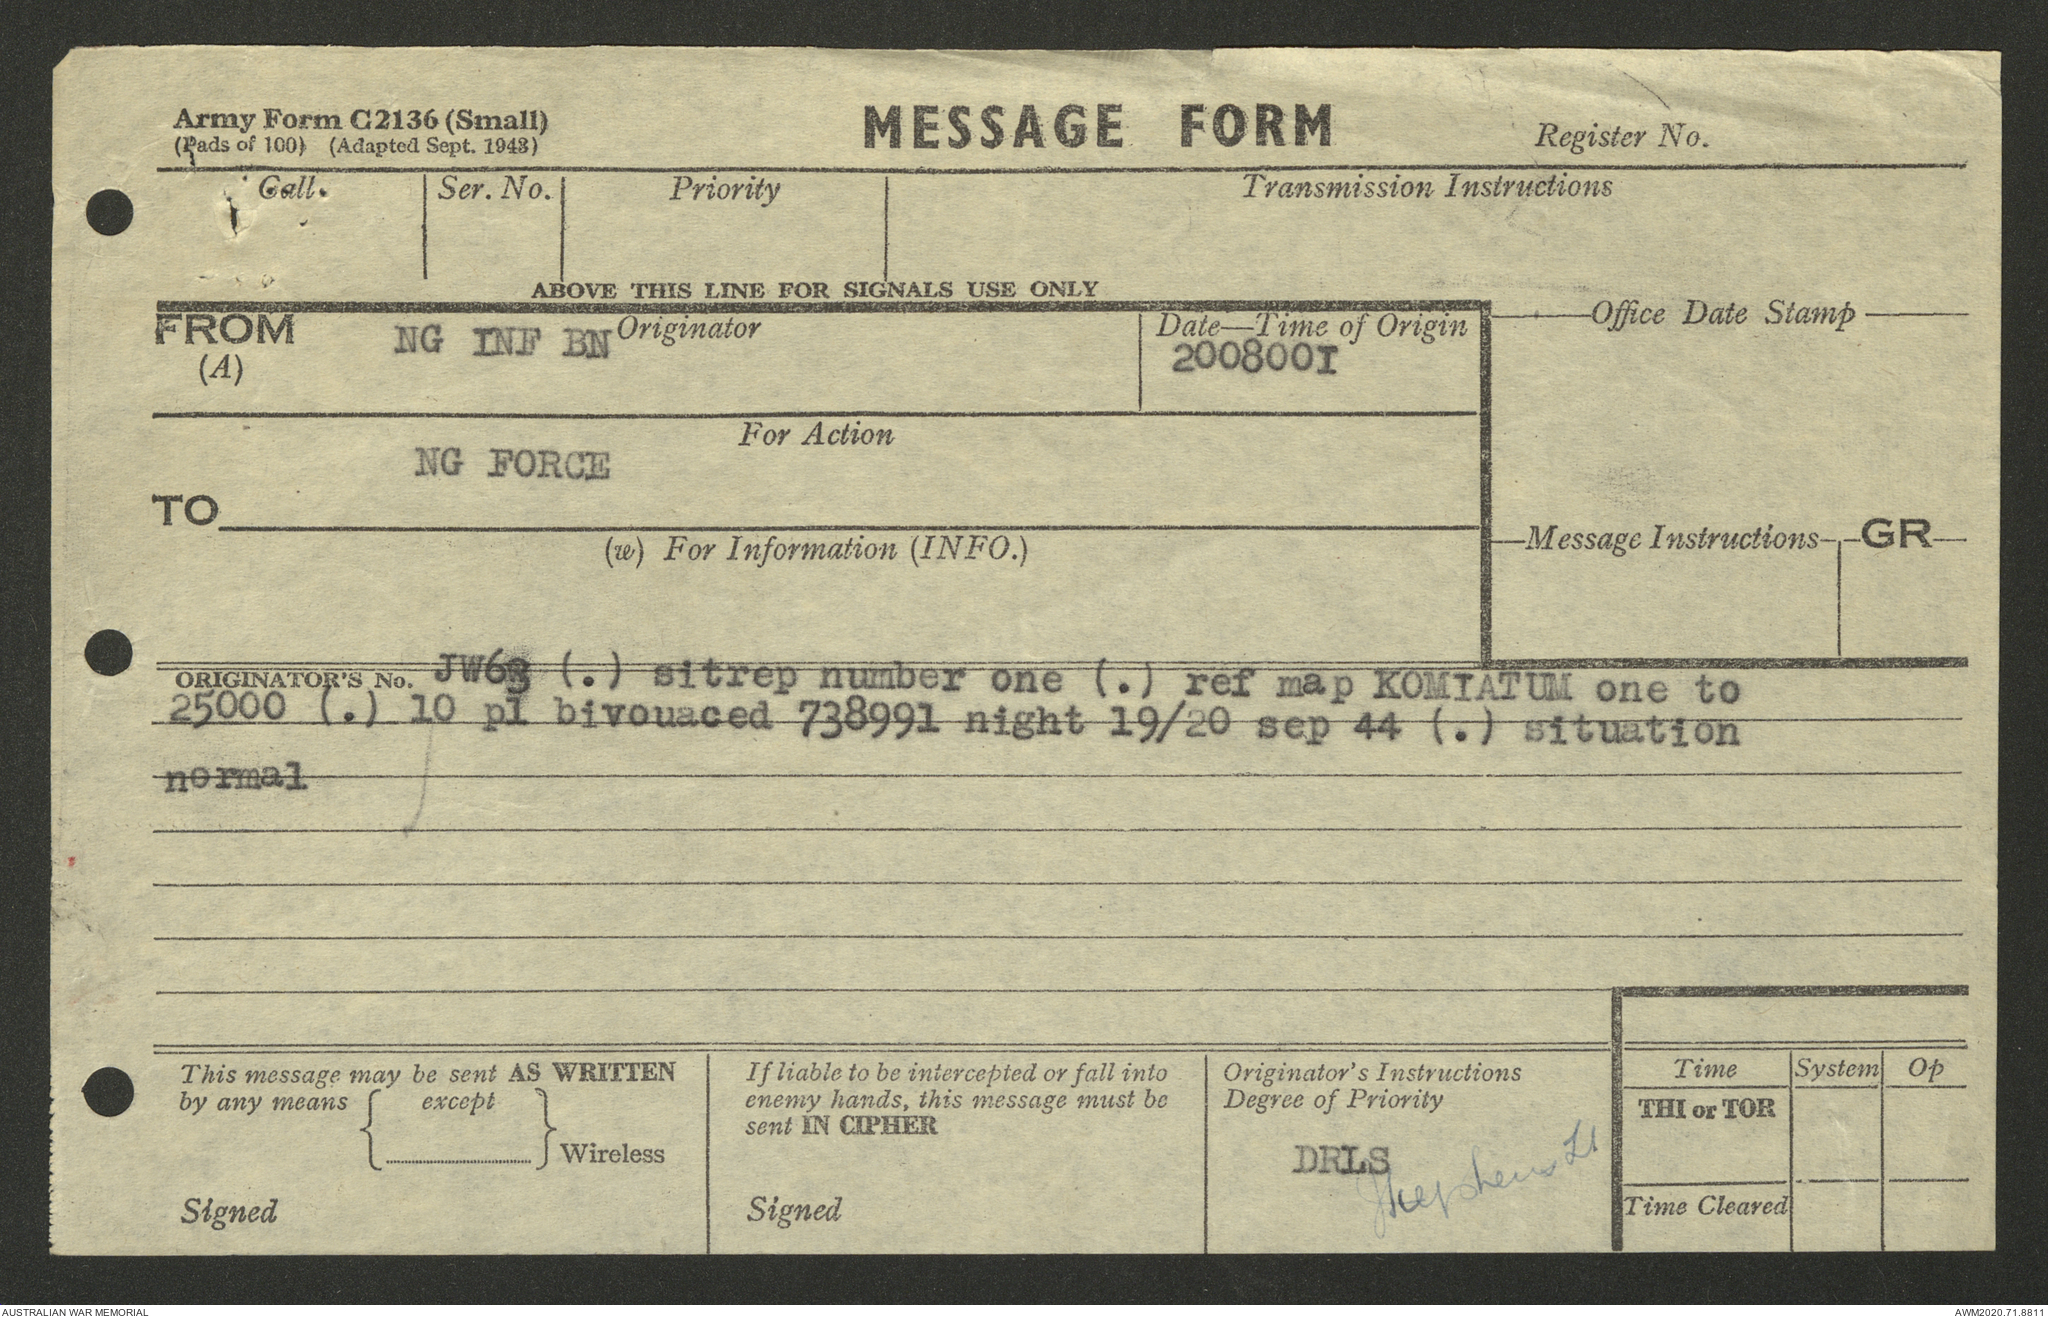 Army Form C2136 (Small)
(Pads of 100) (Adapted Sept. 1943)
MESSAGE FORM
Register No.
Call.
Ser. No.
Priority
Transmission Instructions
ABOVE THIS LINE FOR SIGNALS USE ONLY
FROM
(A)
NG INF BN
Originator
Date—Time of Origin
200800I
Office Date Stamp
For Action
NG FORCE
TO
(w) For Information (INFO.)
Message Instructions
GR
ORIGINATOR'S No. JW63 (.) sitrep number one (.) ref map KOMIATUM one to
25000 (.) 10 pl bivouaced 738991 night 19/20 sep 44 (.) situation
normal
This message may be sent AS WRITTEN
by any means except
Wireless
Signed
If liable to be intercepted or fall into
enemy hands, this message must be
sent IN CIPHER
Signed
Originator's Instructions
Degree of Priority
DRLS
JStephens Lt
Time
System
Op
THI or TOR
Time Cleared
AUSTRALIAN WAR MEMORIAL
AWM2020.71.8811